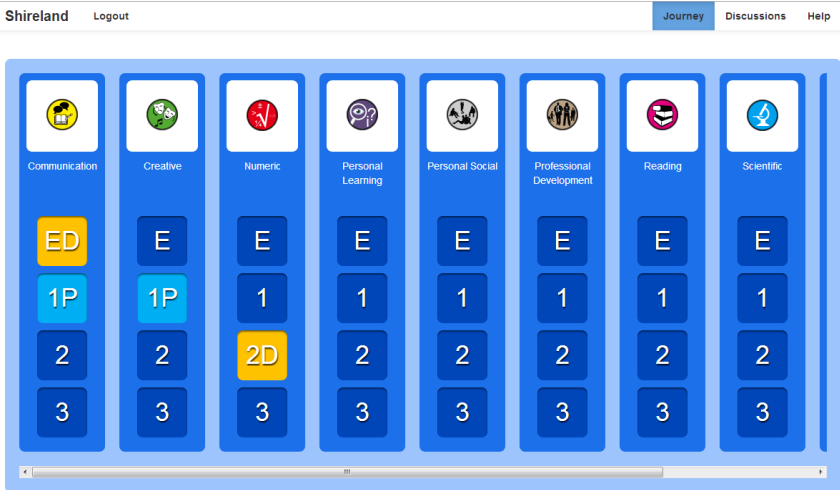 Shireland Logout Journey Discussions Help
Communication Creative Numeric Personal Learning Personal Social Professional Development Reading Scientific
ED E E E E E E E
1P 1P 1 1 1 1 1 1
2 2 2D 2 2 2 2 2
3 3 3 3 3 3 3 3